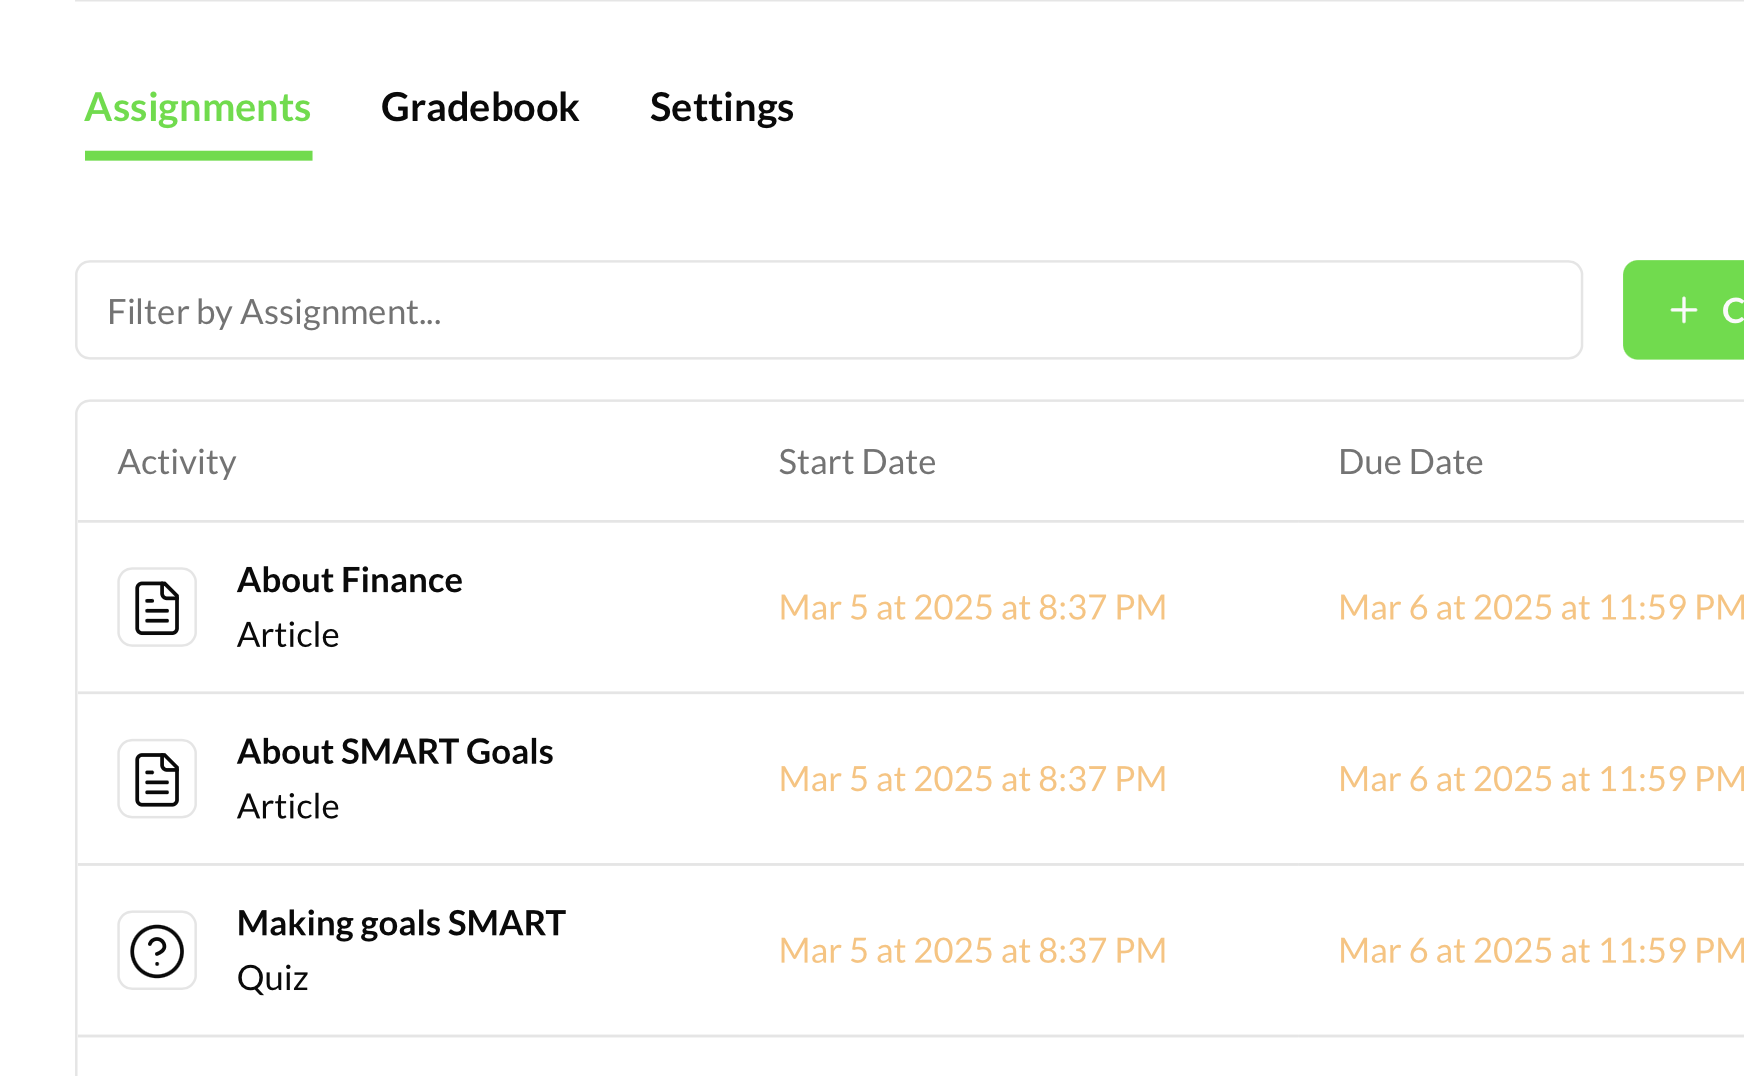 Assignments Gradebook Settings
Filter by Assignment...
+ C
Activity Start Date Due Date
About Finance
Article
Mar 5 at 2025 at 8:37 PM Mar 6 at 2025 at 11:59 PM
About SMART Goals
Article
Mar 5 at 2025 at 8:37 PM Mar 6 at 2025 at 11:59 PM
Making goals SMART
Quiz
Mar 5 at 2025 at 8:37 PM Mar 6 at 2025 at 11:59 PM